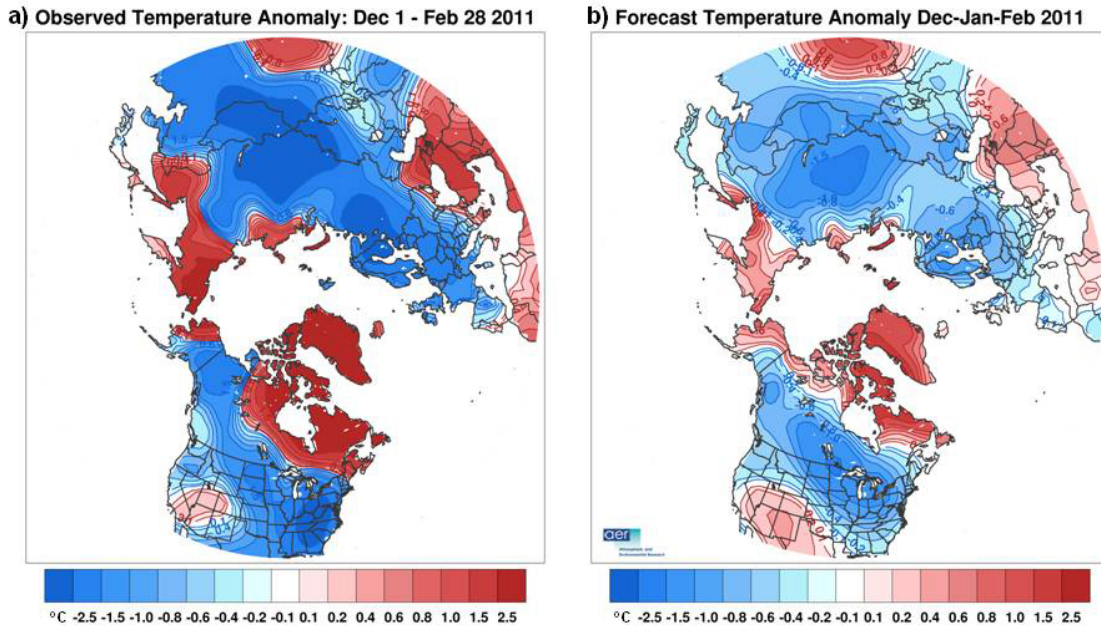 a) Observed Temperature Anomaly: Dec 1 - Feb 28 2011
b) Forecast Temperature Anomaly Dec-Jan-Feb 2011
aer
Atmospheric and
Environmental Research
°C -2.5 -1.5 -1.0 -0.8 -0.6 -0.4 -0.2 -0.1 0.1 0.2 0.4 0.6 0.8 0.1 1.5 2.5
°C -2.5 -1.5 -1.0 -0.8 -0.6 -0.4 -0.2 -0.1 0.1 0.2 0.4 0.6 0.8 1.0 1.5 2.5